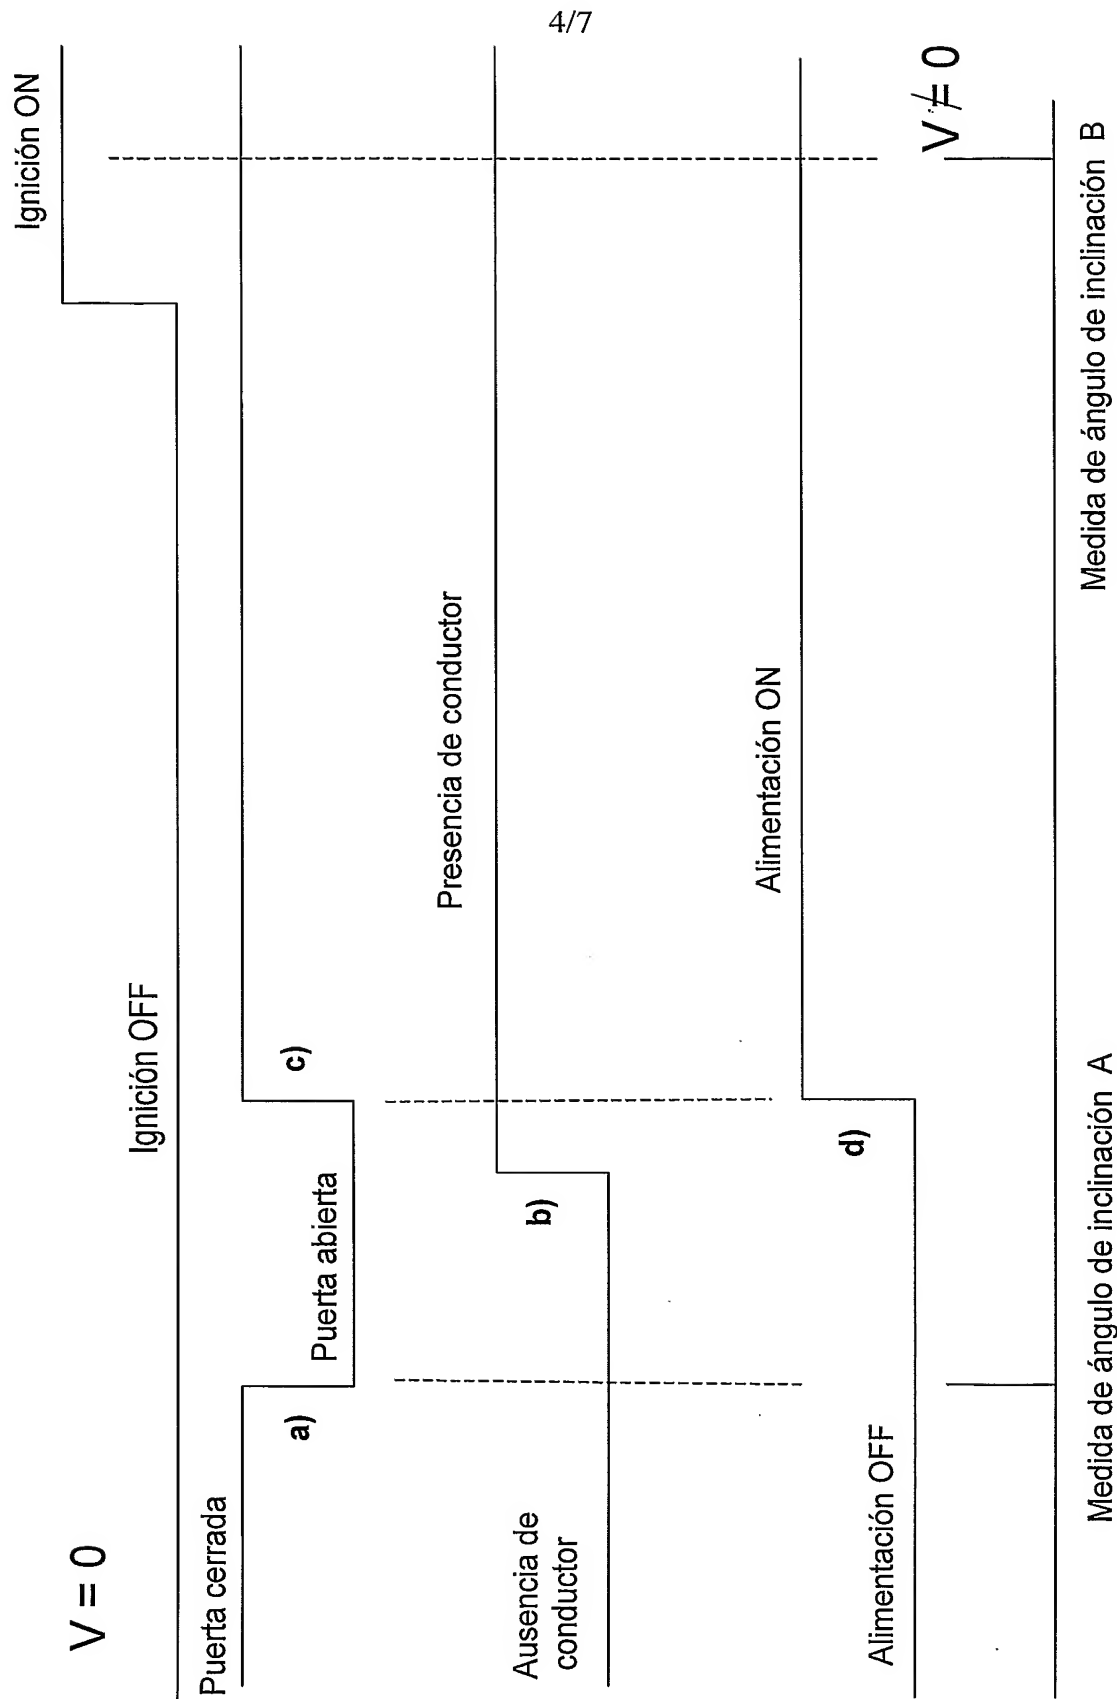 4/7
V = 0
Ignición OFF
Ignición ON
Puerta cerrada
a)
Puerta abierta
c)
Ausencia de
conductor
b)
Presencia de conductor
Alimentación OFF
d)
Alimentación ON
V ≠ 0
Medida de ángulo de inclinación A
Medida de ángulo de inclinación B